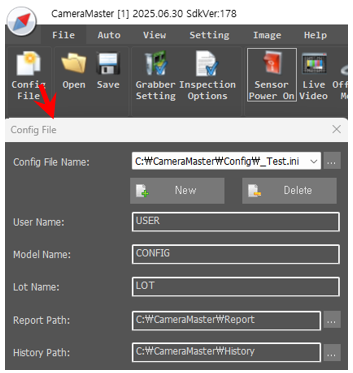 CameraMaster [1] 2025.06.30 SdkVer:178
File Auto View Setting Image Help
Config File Open Save Grabber Setting Inspection Options Sensor Power On Live Video
Config File
Config File Name: C:₩CameraMaster₩Config₩_Test.ini ...
New Delete
User Name: USER
Model Name: CONFIG
Lot Name: LOT
Report Path: C:₩CameraMaster₩Report ...
History Path: C:₩CameraMaster₩History ...